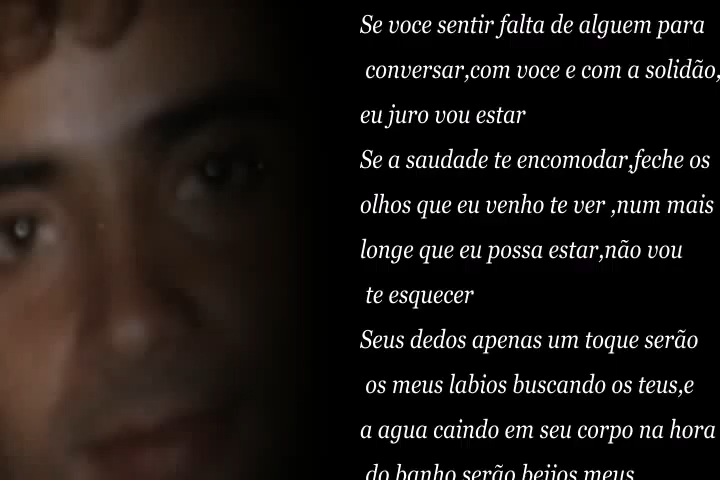 Se voce sentir falta de alguem para
conversar,com voce e com a solidão,
eu juro vou estar
Se a saudade te encomodar,feche os
olhos que eu venho te ver ,num mais
longe que eu possa estar,não vou
te esquecer
Seus dedos apenas um toque serão
os meus labios buscando os teus,e
a agua caindo em seu corpo na hora
do banho serão beijos meus